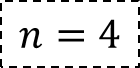 n = 4